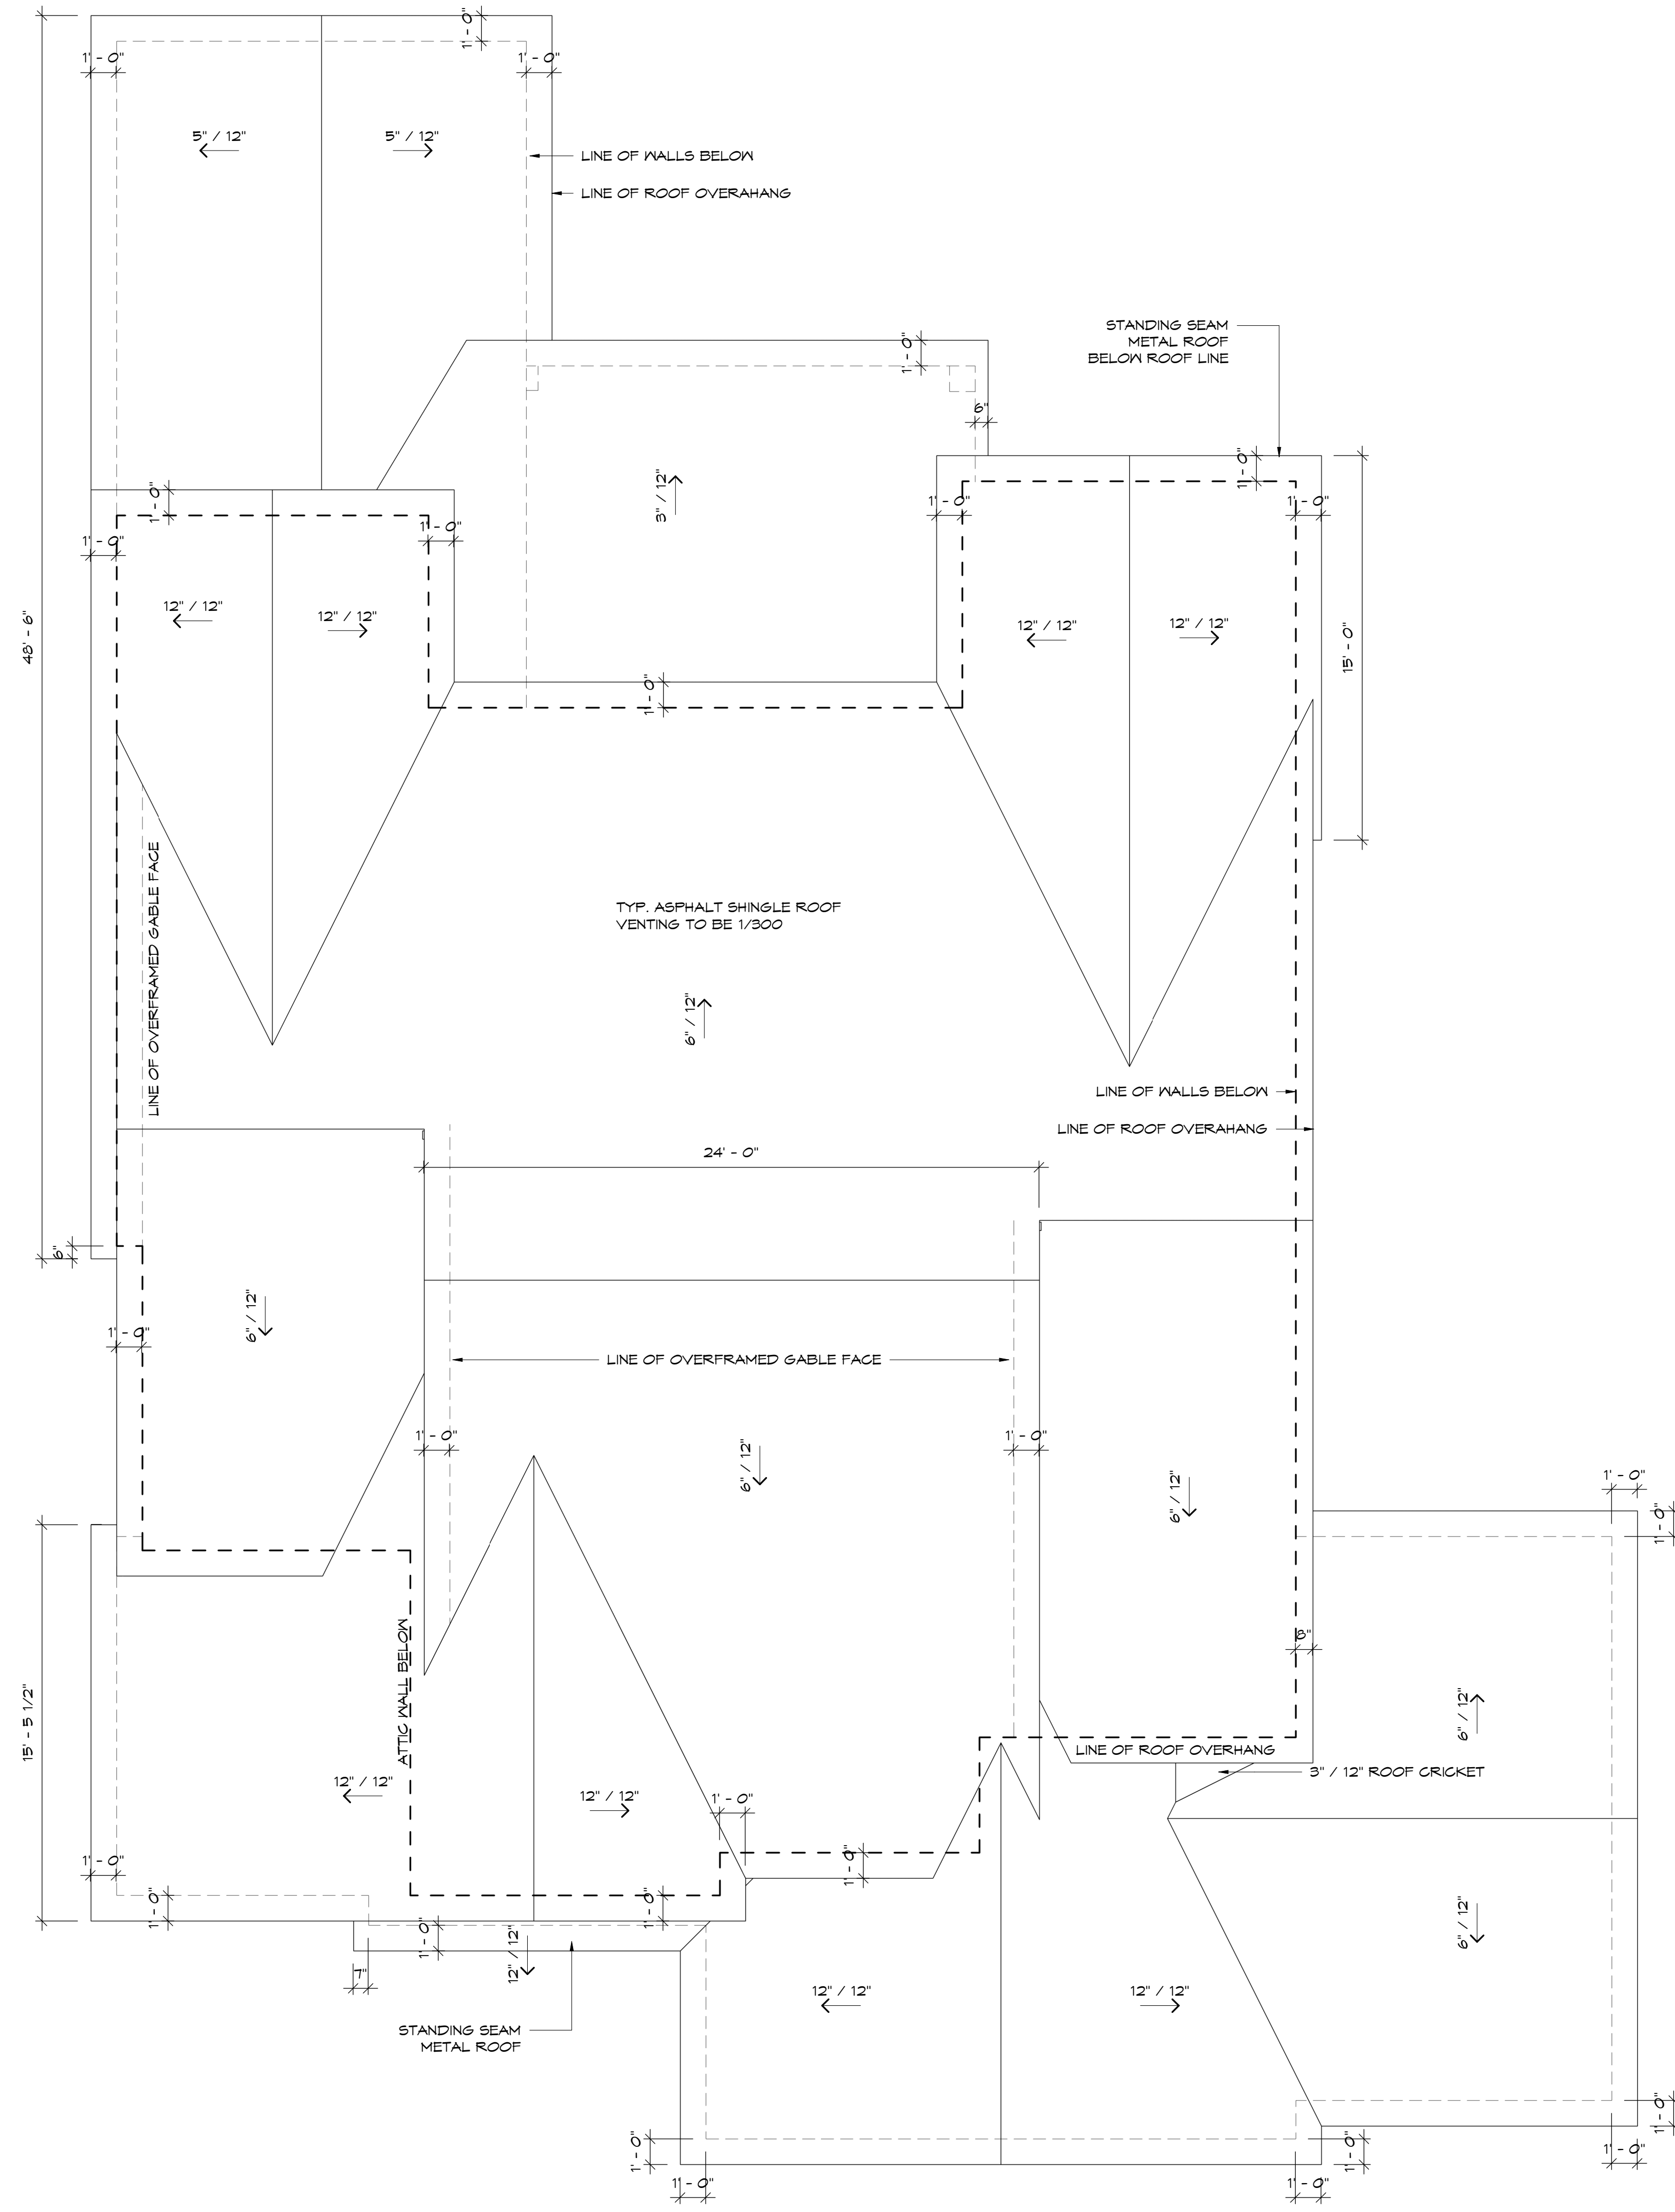 1' - 0"
1' - 0"
1' - 0"
5" / 12"
5" / 12"
LINE OF WALLS BELOW
LINE OF ROOF OVERAHANG
STANDING SEAM
METAL ROOF
BELOW ROOF LINE
1' - 0"
6"
1' - 0"
1' - 0"
1' - 0"
1' - 0"
1' - 0"
1' - 0"
3" / 12"
12" / 12"
12" / 12"
12" / 12"
12" / 12"
48' - 6"
15' - 0"
1' - 0"
LINE OF OVERFRAMED GABLE FACE
TYP. ASPHALT SHINGLE ROOF
VENTING TO BE 1/300
6" / 12"
LINE OF WALLS BELOW
LINE OF ROOF OVERAHANG
24' - 0"
6"
6" / 12"
1' - 0"
LINE OF OVERFRAMED GABLE FACE
1' - 0"
1' - 0"
6" / 12"
6" / 12"
1' - 0"
1' - 0"
8"
ATTIC WALL BELOW
15' - 5 1/2"
6" / 12"
LINE OF ROOF OVERHANG
3" / 12" ROOF CRICKET
12" / 12"
12" / 12"
1' - 0"
1' - 0"
1' - 0"
1' - 0"
1' - 0"
1' - 0"
12" / 12"
6" / 12"
7"
12" / 12"
12" / 12"
STANDING SEAM
METAL ROOF
1' - 0"
1' - 0"
1' - 0"
1' - 0"
1' - 0"
1' - 0"